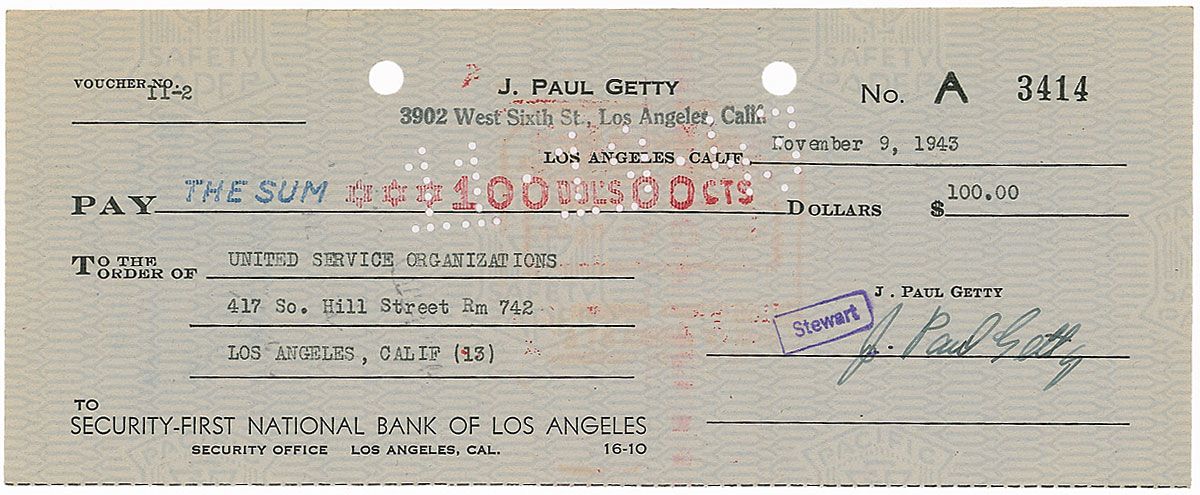 VOUCHER NO. II-2
J. PAUL GETTY
3902 West Sixth St., Los Angeles, Calif.
No. A 3414
LOS ANGELES, CALIF. November 9, 1943
PAY THE SUM 100 DOL'S 00 CTS DOLLARS $ 100.00
TO THE ORDER OF UNITED SERVICE ORGANIZATIONS
417 So. Hill Street Rm 742
LOS ANGELES, CALIF (13)
J. PAUL GETTY
Stewart
J. Paul Getty
TO
SECURITY-FIRST NATIONAL BANK OF LOS ANGELES
SECURITY OFFICE LOS ANGELES, CAL. 16-10